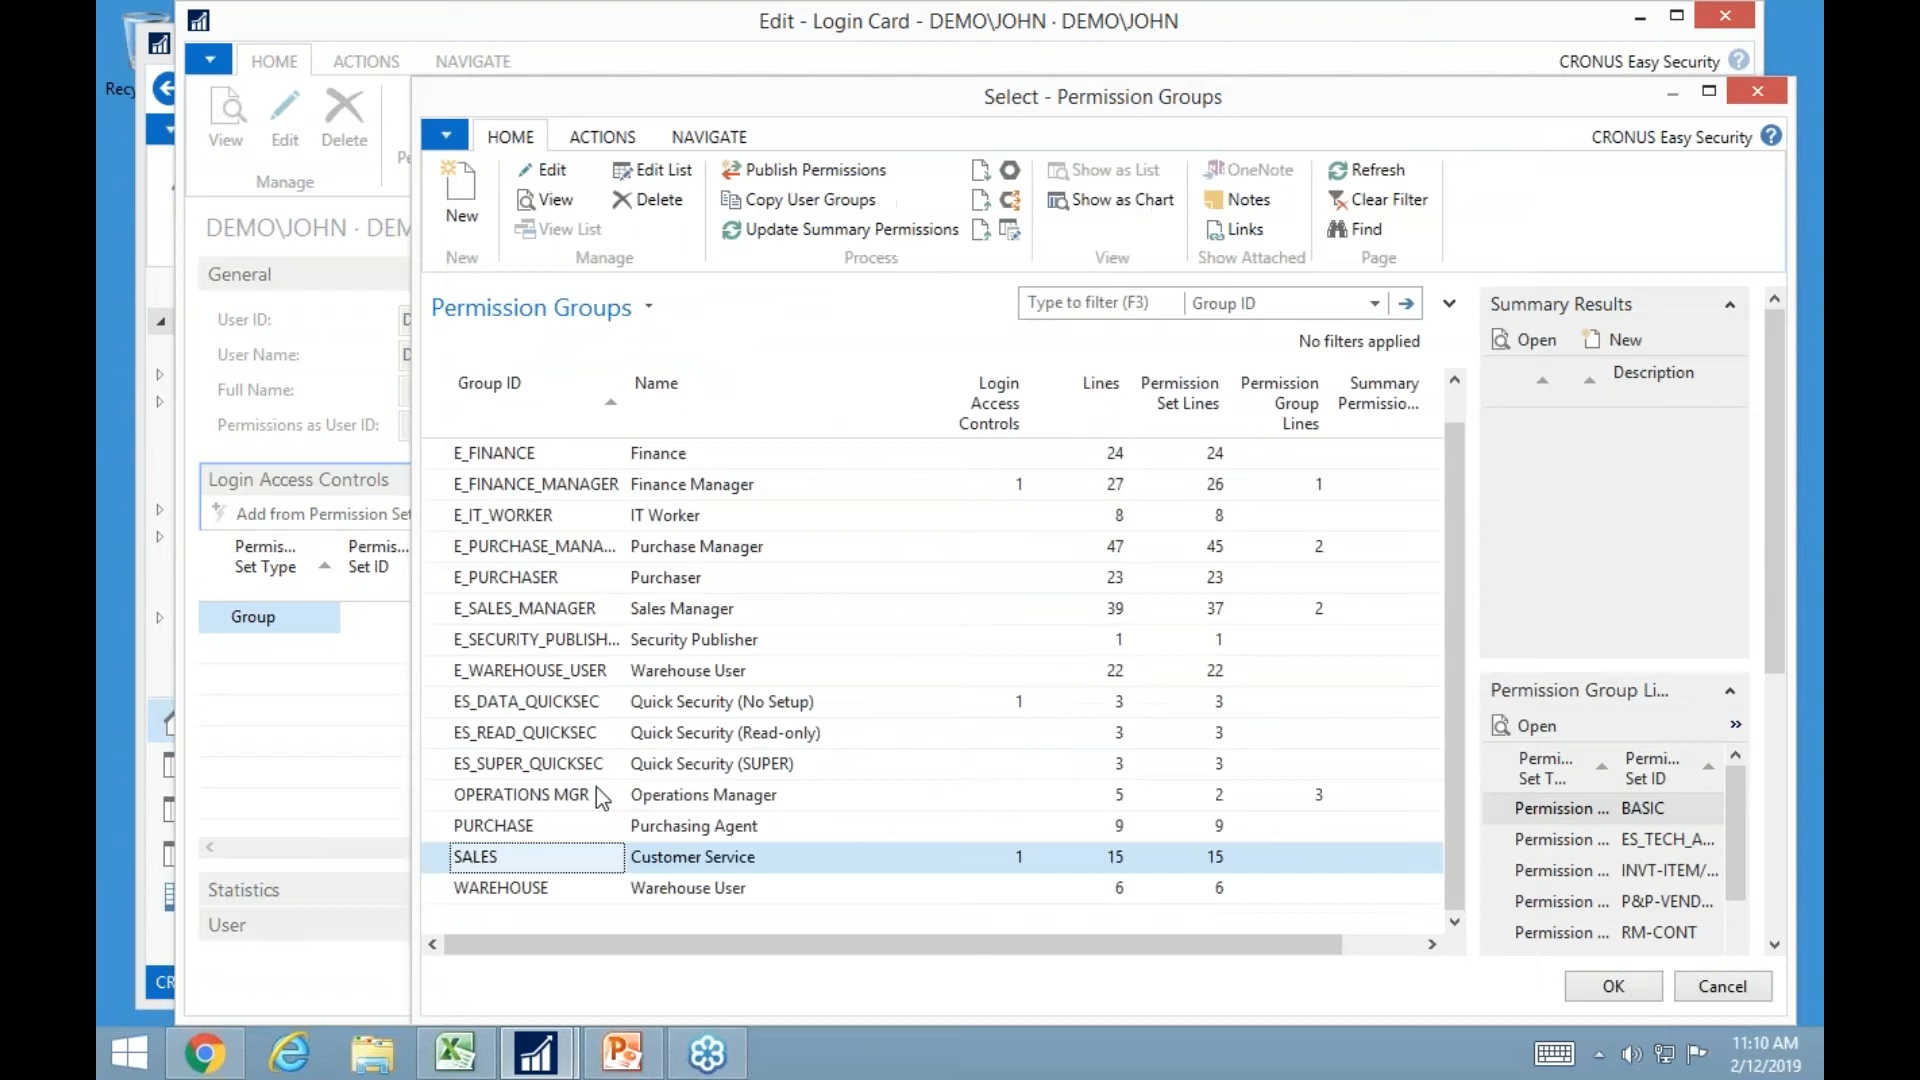 Edit - Login Card - DEMO\JOHN · DEMO\JOHN
HOME
ACTIONS
NAVIGATE
CRONUS Easy Security
View
Edit
Delete
Manage
DEMO\JOHN · DEM
General
User ID:
User Name:
Full Name:
Permissions as User ID:
Login Access Controls
Add from Permission Set
Permis...
Set Type
Permis...
Set ID
Group
Statistics
User
Select - Permission Groups
HOME
ACTIONS
NAVIGATE
CRONUS Easy Security
New
Edit
View
View List
Edit List
Delete
Publish Permissions
Copy User Groups
Update Summary Permissions
Show as List
Show as Chart
OneNote
Notes
Links
Refresh
Clear Filter
Find
New
Manage
Process
View
Show Attached
Page
Permission Groups
Type to filter (F3)
Group ID
No filters applied
Group ID
Name
Login
Access
Controls
Lines
Permission
Set Lines
Permission
Group
Lines
Summary
Permissio...
E_FINANCE Finance 24 24
E_FINANCE_MANAGER Finance Manager 1 27 26 1
E_IT_WORKER IT Worker 8 8
E_PURCHASE_MANA... Purchase Manager 47 45 2
E_PURCHASER Purchaser 23 23
E_SALES_MANAGER Sales Manager 39 37 2
E_SECURITY_PUBLISH... Security Publisher 1 1
E_WAREHOUSE_USER Warehouse User 22 22
ES_DATA_QUICKSEC Quick Security (No Setup) 1 3 3
ES_READ_QUICKSEC Quick Security (Read-only) 3 3
ES_SUPER_QUICKSEC Quick Security (SUPER) 3 3
OPERATIONS MGR Operations Manager 5 2 3
PURCHASE Purchasing Agent 9 9
SALES Customer Service 1 15 15
WAREHOUSE Warehouse User 6 6
Summary Results
Open
New
Description
Permission Group Li...
Open
Permi...
Set T...
Permi...
Set ID
Permission ... BASIC
Permission ... ES_TECH_A...
Permission ... INVT-ITEM/...
Permission ... P&P-VEND...
Permission ... RM-CONT
OK
Cancel
Recy
CR
11:10 AM
2/12/2019